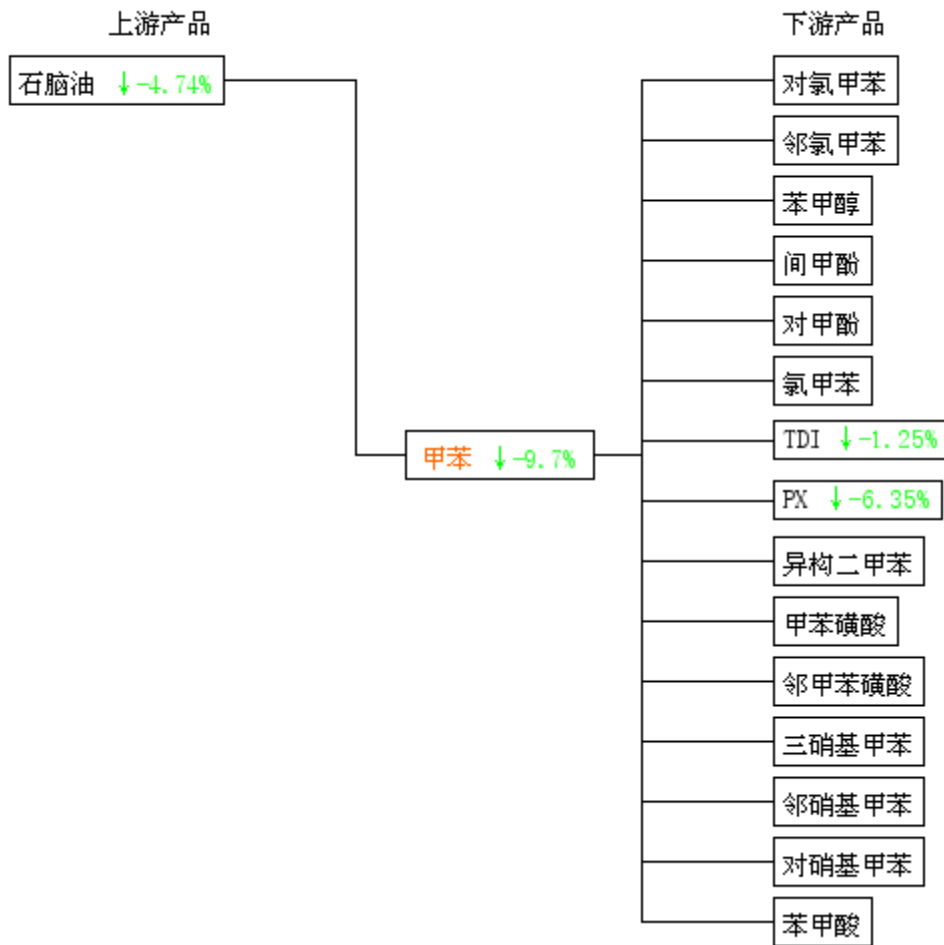 上游产品
下游产品
石脑油 ↓-4.74%
对氯甲苯
邻氯甲苯
苯甲醇
间甲酚
对甲酚
氯甲苯
TDI ↓-1.25%
甲苯 ↓-9.7%
PX ↓-6.35%
异构二甲苯
甲苯磺酸
邻甲苯磺酸
三硝基甲苯
邻硝基甲苯
对硝基甲苯
苯甲酸